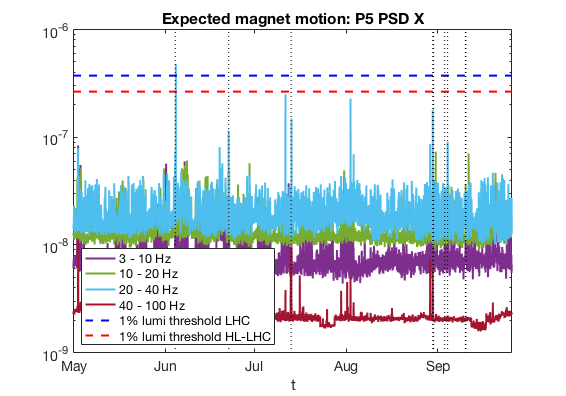 Expected magnet motion: P5 PSD X
10-6
10-7
10-8
10-9
3 - 10 Hz
10 - 20 Hz
20 - 40 Hz
40 - 100 Hz
1% lumi threshold LHC
1% lumi threshold HL-LHC
May Jun Jul Aug Sep
t